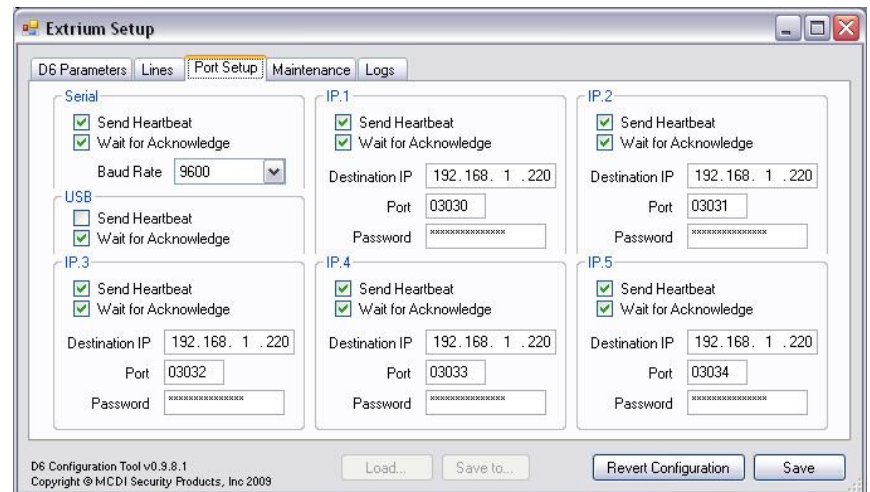 Extrium Setup
D6 Parameters Lines Port Setup Maintenance Logs
Serial
Send Heartbeat
Wait for Acknowledge
Baud Rate 9600
USB
Send Heartbeat
Wait for Acknowledge
IP.1
Send Heartbeat
Wait for Acknowledge
Destination IP 192.168. 1 .220
Port 03030
Password ***************
IP.2
Send Heartbeat
Wait for Acknowledge
Destination IP 192.168. 1 .220
Port 03031
Password ***************
IP.3
Send Heartbeat
Wait for Acknowledge
Destination IP 192.168. 1 .220
Port 03032
Password ***************
IP.4
Send Heartbeat
Wait for Acknowledge
Destination IP 192.168. 1 .220
Port 03033
Password ***************
IP.5
Send Heartbeat
Wait for Acknowledge
Destination IP 192.168. 1 .220
Port 03034
Password ***************
D6 Configuration Tool v0.9.8.1
Copyright © MCDI Security Products, Inc 2009
Load... Save to... Revert Configuration Save